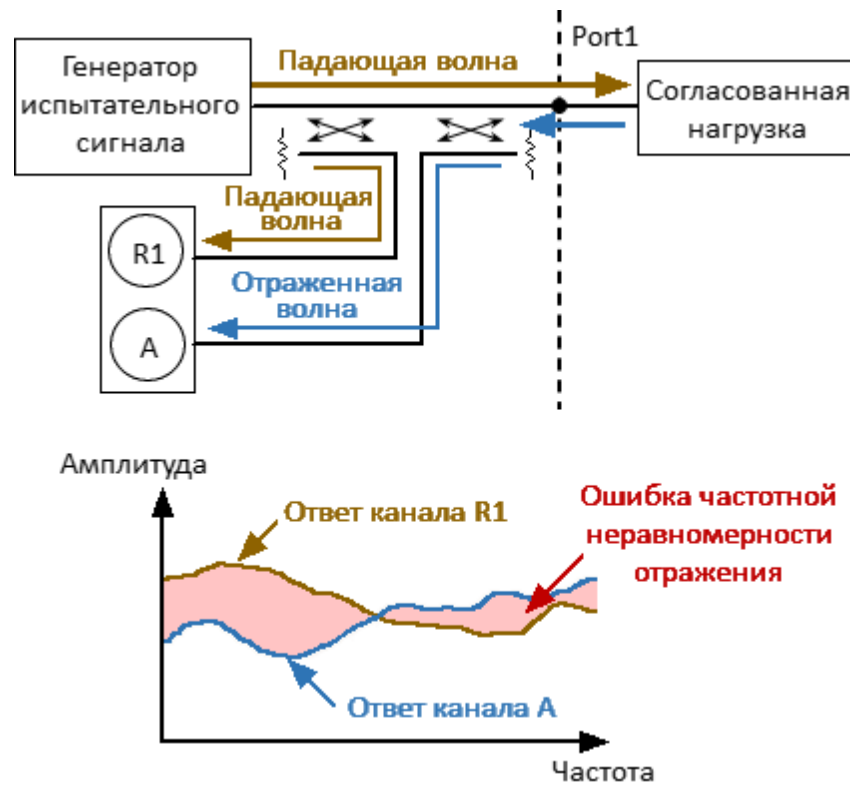 Port1
Генератор
испытательного
сигнала
Падающая волна
Согласованная
нагрузка
Падающая
волна
R1
Отраженная
волна
A
Амплитуда
Ответ канала R1
Ошибка частотной
неравномерности
отражения
Ответ канала A
Частота